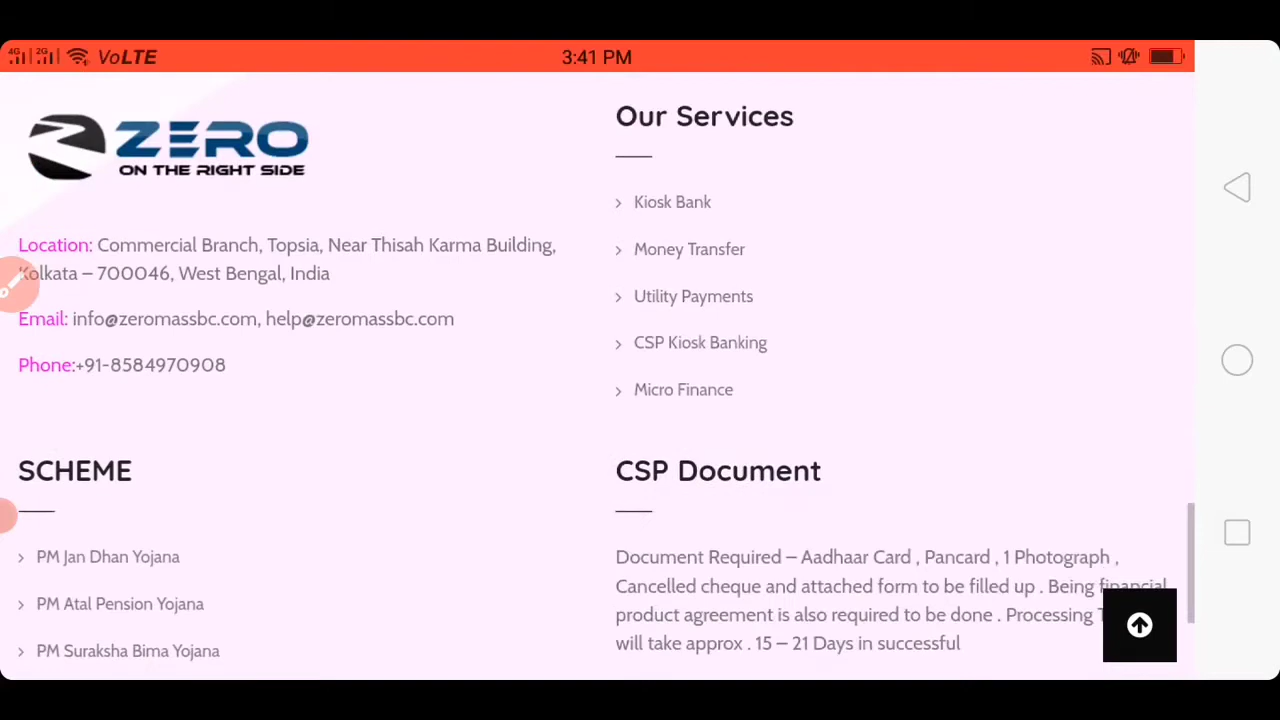 4G 2G VoLTE 3:41 PM
ZERO
ON THE RIGHT SIDE
Location: Commercial Branch, Topsia, Near Thisah Karma Building,
Kolkata – 700046, West Bengal, India
Email: info@zeromassbc.com, help@zeromassbc.com
Phone:+91-8584970908
Our Services
Kiosk Bank
Money Transfer
Utility Payments
CSP Kiosk Banking
Micro Finance
SCHEME
PM Jan Dhan Yojana
PM Atal Pension Yojana
PM Suraksha Bima Yojana
CSP Document
Document Required – Aadhaar Card , Pancard , 1 Photograph ,
Cancelled cheque and attached form to be filled up . Being financial
product agreement is also required to be done . Processing
will take approx . 15 – 21 Days in successful